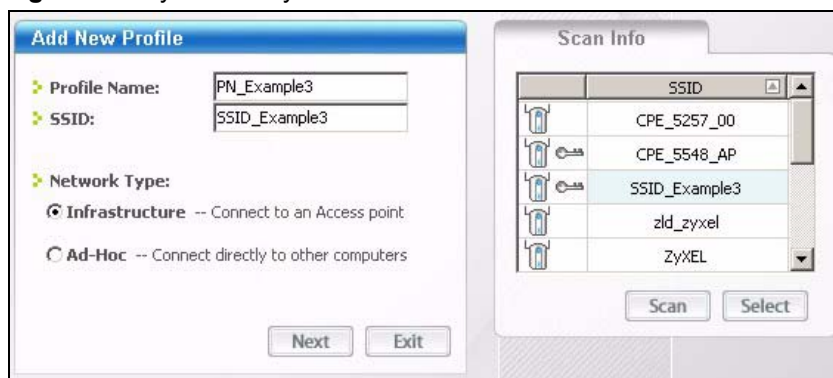 Add New Profile
Profile Name: PN_Example3
SSID: SSID_Example3
Network Type:
Infrastructure -- Connect to an Access point
Ad-Hoc -- Connect directly to other computers
Next Exit
Scan Info
SSID
CPE_5257_00
CPE_5548_AP
SSID_Example3
zld_zyxel
ZyXEL
Scan Select